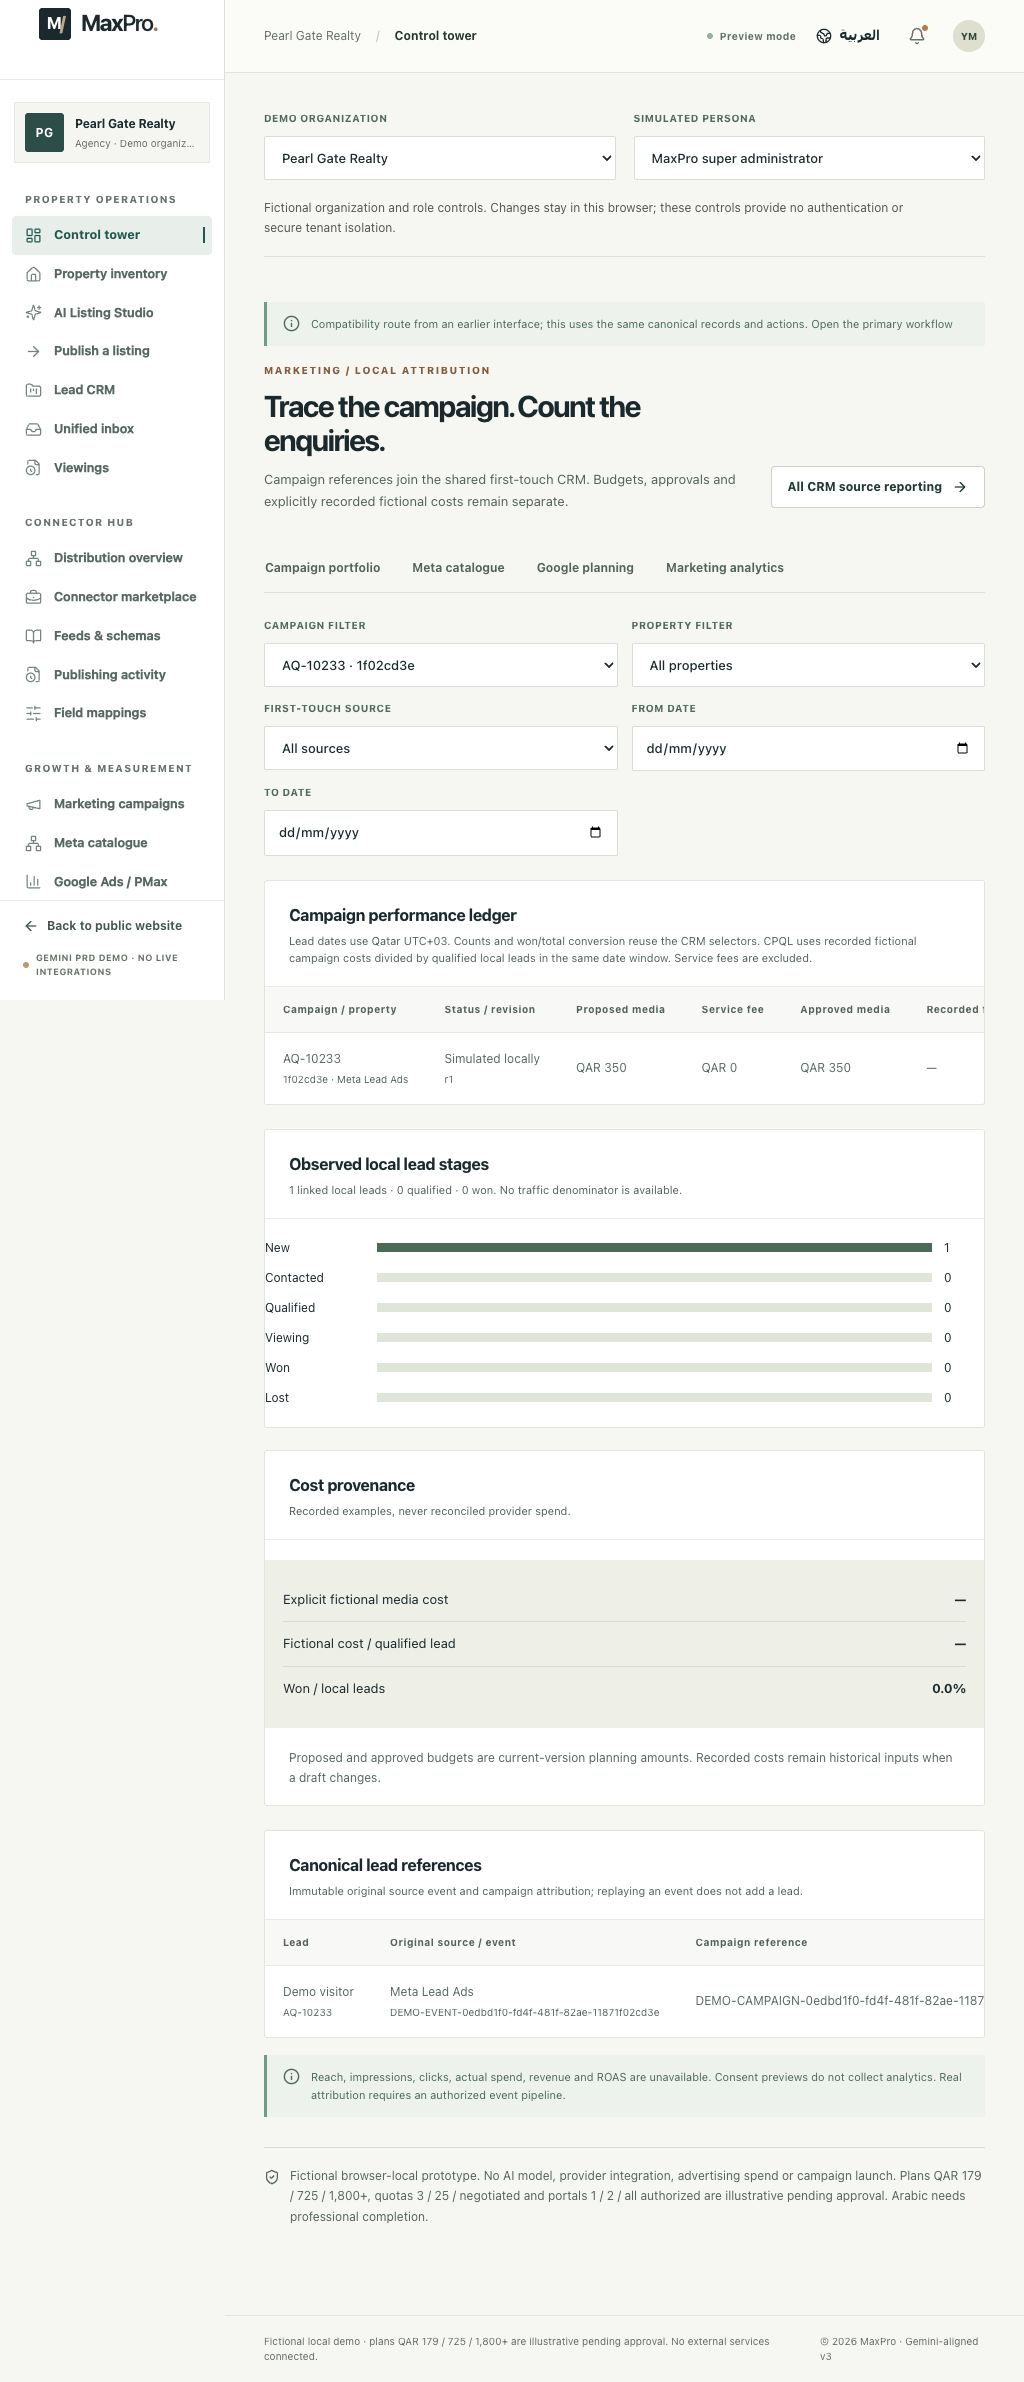 M/ MaxPro.
PG
Pearl Gate Realty
Agency · Demo organiz...
PROPERTY OPERATIONS
Control tower
Property inventory
AI Listing Studio
Publish a listing
Lead CRM
Unified inbox
Viewings
CONNECTOR HUB
Distribution overview
Connector marketplace
Feeds & schemas
Publishing activity
Field mappings
GROWTH & MEASUREMENT
Marketing campaigns
Meta catalogue
Google Ads / PMax
Back to public website
GEMINI PRD DEMO · NO LIVE
INTEGRATIONS
Pearl Gate Realty / Control tower
Preview mode
العربية
YM
DEMO ORGANIZATION
Pearl Gate Realty
SIMULATED PERSONA
MaxPro super administrator
Fictional organization and role controls. Changes stay in this browser; these controls provide no authentication or
secure tenant isolation.
Compatibility route from an earlier interface; this uses the same canonical records and actions. Open the primary workflow
MARKETING / LOCAL ATTRIBUTION
Trace the campaign. Count the
enquiries.
Campaign references join the shared first-touch CRM. Budgets, approvals and
explicitly recorded fictional costs remain separate.
All CRM source reporting
Campaign portfolio Meta catalogue Google planning Marketing analytics
CAMPAIGN FILTER
AQ-10233 · 1f02cd3e
PROPERTY FILTER
All properties
FIRST-TOUCH SOURCE
All sources
FROM DATE
dd/mm/yyyy
TO DATE
dd/mm/yyyy
Campaign performance ledger
Lead dates use Qatar UTC+03. Counts and won/total conversion reuse the CRM selectors. CPQL uses recorded fictional
campaign costs divided by qualified local leads in the same date window. Service fees are excluded.
Campaign / property Status / revision Proposed media Service fee Approved media Recorded
AQ-10233 Simulated locally QAR 350 QAR 0 QAR 350 —
1f02cd3e · Meta Lead Ads r1
Observed local lead stages
1 linked local leads · 0 qualified · 0 won. No traffic denominator is available.
New 1
Contacted 0
Qualified 0
Viewing 0
Won 0
Lost 0
Cost provenance
Recorded examples, never reconciled provider spend.
Explicit fictional media cost —
Fictional cost / qualified lead —
Won / local leads 0.0%
Proposed and approved budgets are current-version planning amounts. Recorded costs remain historical inputs when
a draft changes.
Canonical lead references
Immutable original source event and campaign attribution; replaying an event does not add a lead.
Lead Original source / event Campaign reference
Demo visitor Meta Lead Ads DEMO-CAMPAIGN-0edbd1f0-fd4f-481f-82ae-1187
AQ-10233 DEMO-EVENT-0edbd1f0-fd4f-481f-82ae-11871f02cd3e
Reach, impressions, clicks, actual spend, revenue and ROAS are unavailable. Consent previews do not collect analytics. Real
attribution requires an authorized event pipeline.
Fictional browser-local prototype. No AI model, provider integration, advertising spend or campaign launch. Plans QAR 179
/ 725 / 1,800+, quotas 3 / 25 / negotiated and portals 1 / 2 / all authorized are illustrative pending approval. Arabic needs
professional completion.
Fictional local demo · plans QAR 179 / 725 / 1,800+ are illustrative pending approval. No external services
connected.
© 2026 MaxPro · Gemini-aligned
v3